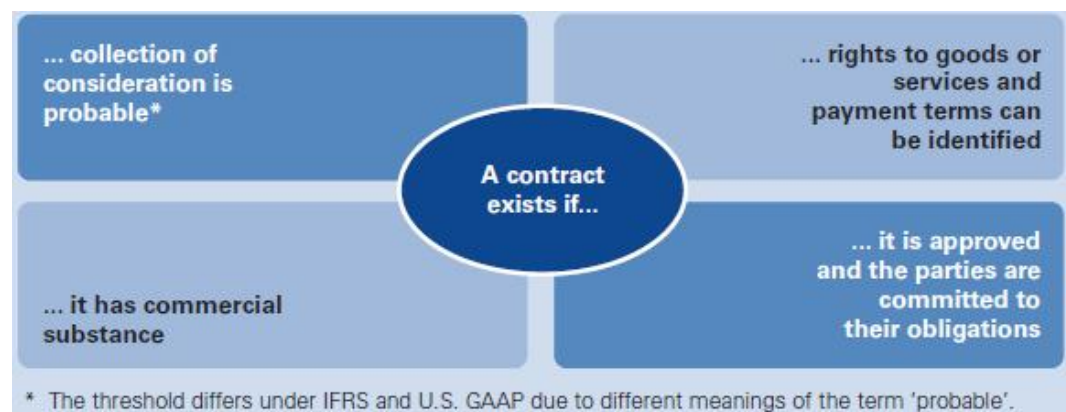 ... collection of
consideration is
probable*
... rights to goods or
services and
payment terms can
be identified
A contract
exists if...
... it has commercial
substance
... it is approved
and the parties are
committed to
their obligations
* The threshold differs under IFRS and U.S. GAAP due to different meanings of the term 'probable'.